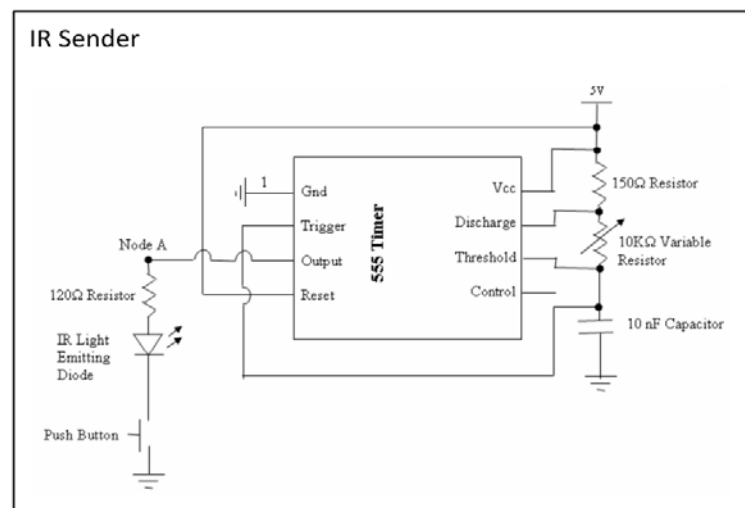 IR Sender
5V
1
Gnd
Vcc
150Ω Resistor
Trigger
Discharge
Node A
555 Timer
Output
Threshold
10KΩ Variable
Resistor
120Ω Resistor
Reset
Control
10 nF Capacitor
IR Light
Emitting
Diode
Push Button